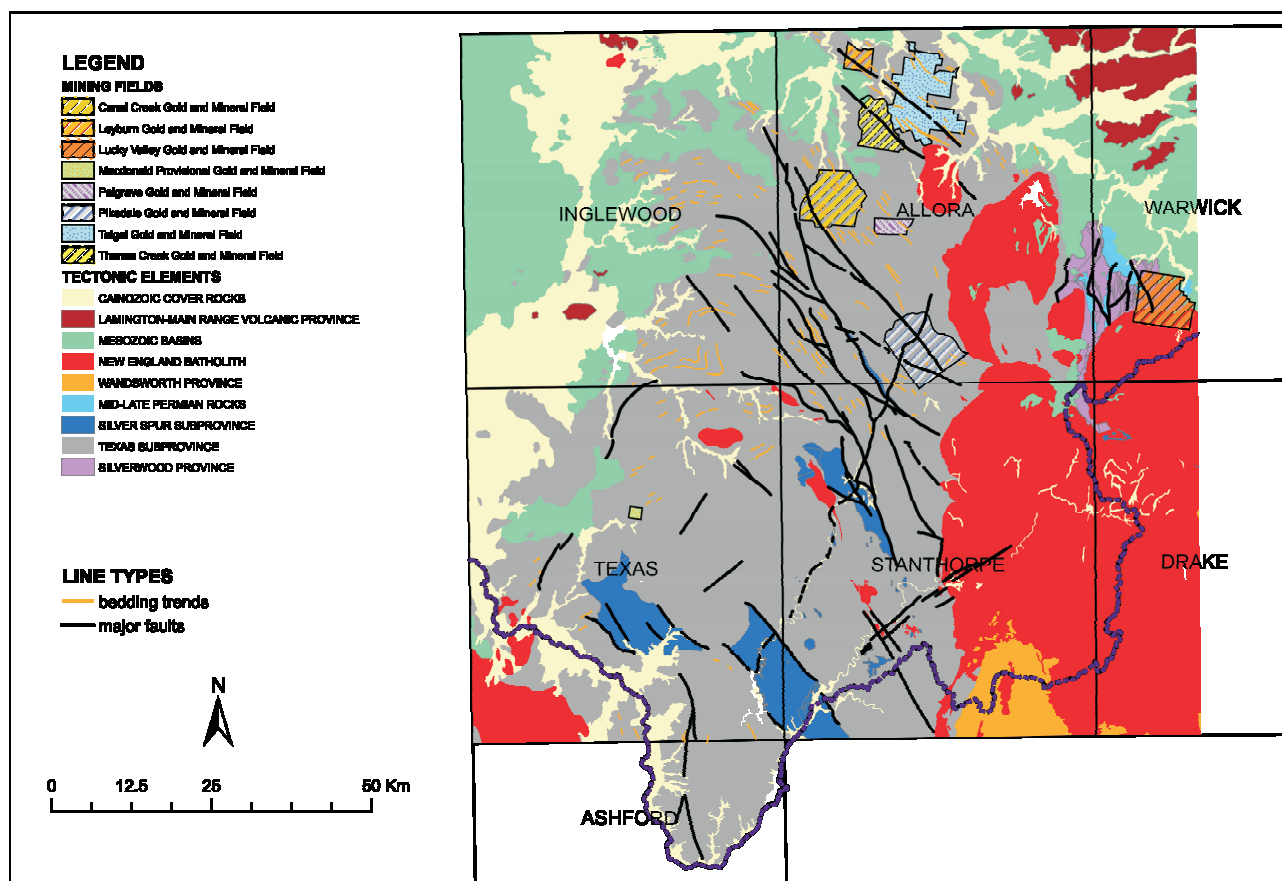 LEGEND
MINING FIELDS
Canal Creek Gold and Mineral Field
Leyburn Gold and Mineral Field
Lucky Valley Gold and Mineral Field
Macdonald Provisional Gold and Mineral Field
Palgrave Gold and Mineral Field
Pikedale Gold and Mineral Field
Talgai Gold and Mineral Field
Thanes Creek Gold and Mineral Field
TECTONIC ELEMENTS
CAINOZOIC COVER ROCKS
LAMINGTON-MAIN RANGE VOLCANIC PROVINCE
MESOZOIC BASINS
NEW ENGLAND BATHOLITH
WANDSWORTH PROVINCE
MID-LATE PERMIAN ROCKS
SILVER SPUR SUBPROVINCE
TEXAS SUBPROVINCE
SILVERWOOD PROVINCE
LINE TYPES
bedding trends
major faults
N
0 12.5 25 50 Km
INGLEWOOD
ALLORA
WARWICK
TEXAS
STANTHORPE
DRAKE
ASHFORD